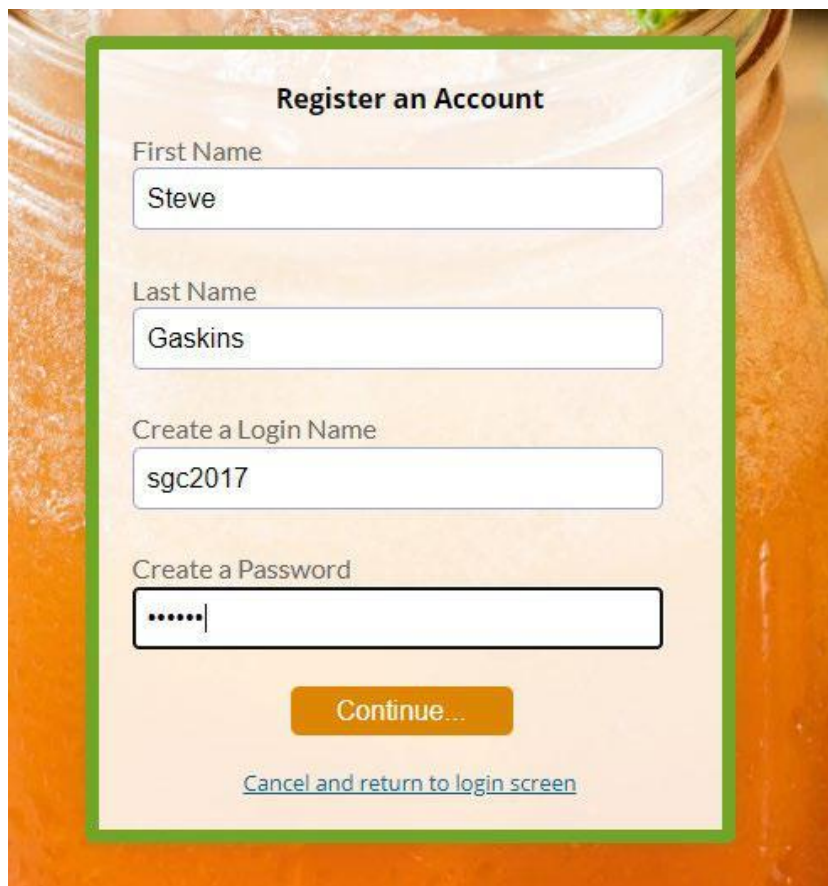 Register an Account
First Name
Steve
Last Name
Gaskins
Create a Login Name
sgc2017
Create a Password
••••••
Continue...
Cancel and return to login screen